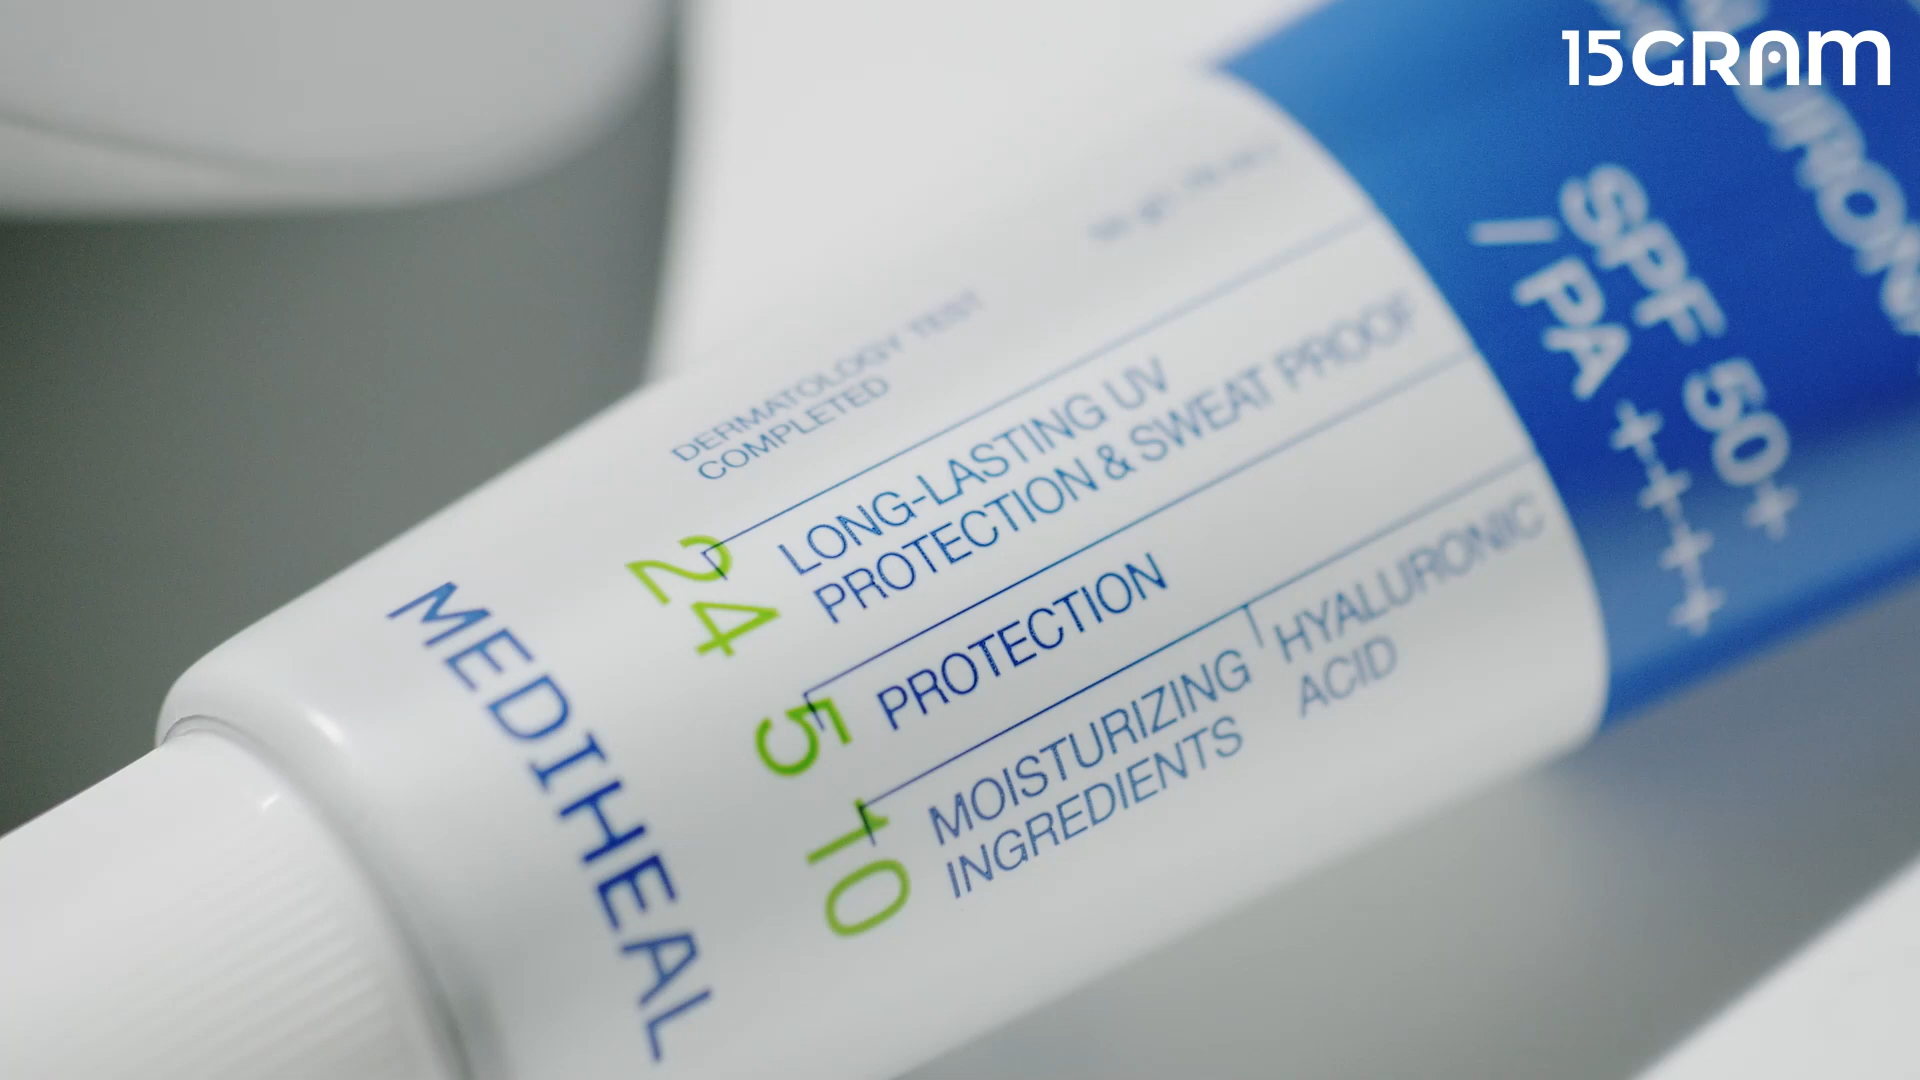 15GRAM
SPF 50+
/ PA ++++
DERMATOLOGY TEST
COMPLETED
24
LONG-LASTING UV
PROTECTION & SWEAT PROOF
5
PROTECTION
10
MOISTURIZING
INGREDIENTS
HYALURONIC
ACID
MEDIHEAL